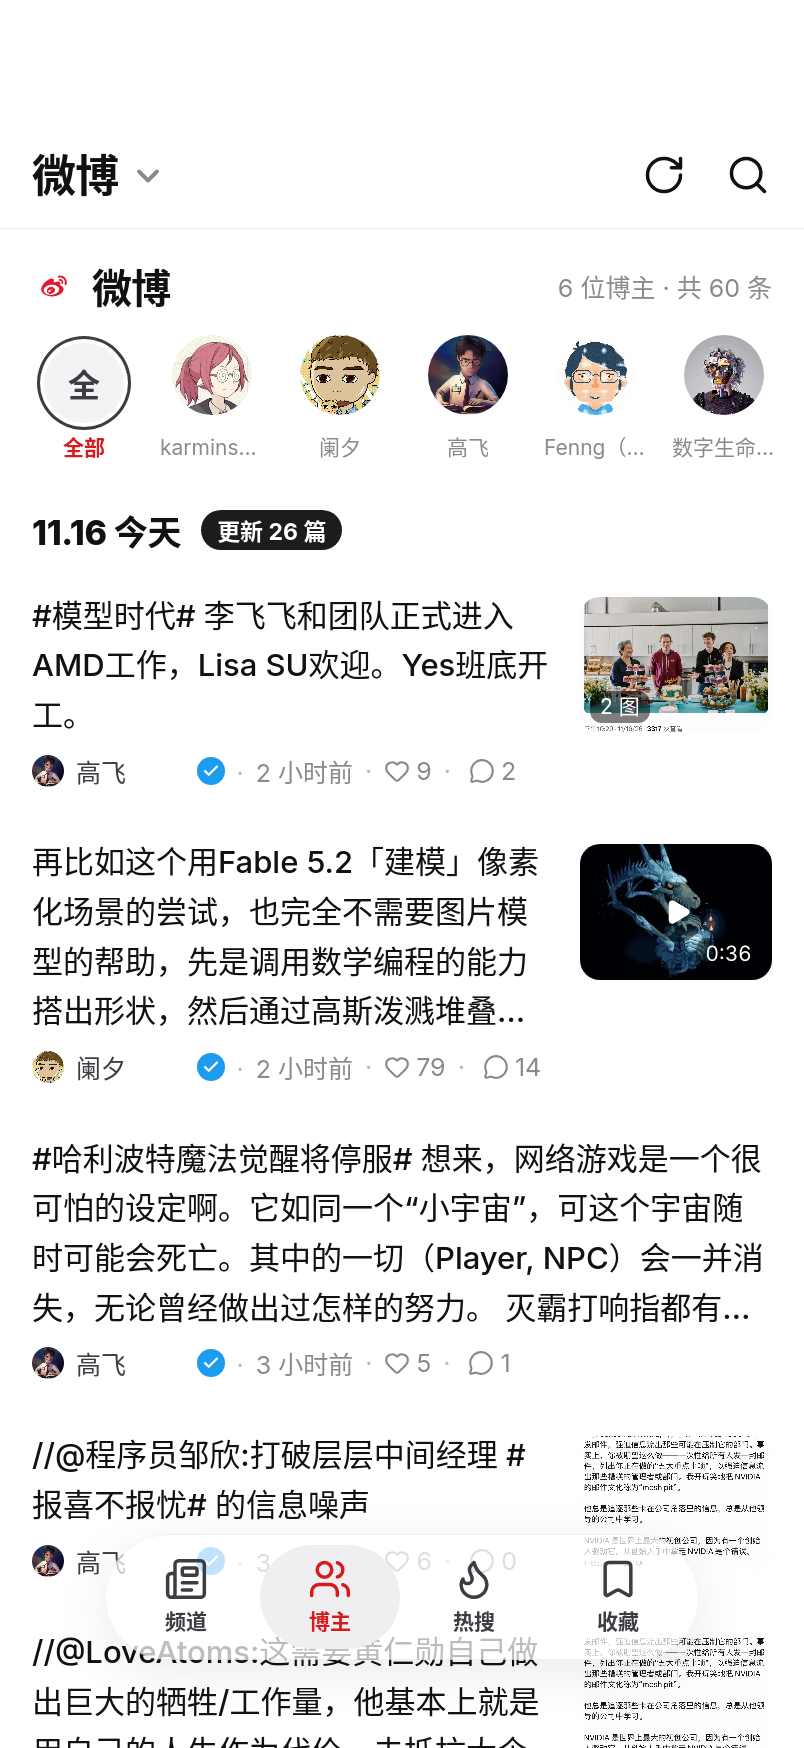 微博
微博
6 位博主 · 共 60 条
全
全部
karmins...
阑夕
高飞
Fenng（...
数字生命...
11.16 今天
更新 26 篇
#模型时代# 李飞飞和团队正式进入
AMD工作，Lisa SU欢迎。Yes班底开
工。
2 图
高飞 · 2 小时前 · 9 · 2
再比如这个用Fable 5.2「建模」像素
化场景的尝试，也完全不需要图片模
型的帮助，先是调用数学编程的能力
搭出形状，然后通过高斯泼溅堆叠...
0:36
阑夕 · 2 小时前 · 79 · 14
#哈利波特魔法觉醒将停服# 想来，网络游戏是一个很
可怕的设定啊。它如同一个“小宇宙”，可这个宇宙随
时可能会死亡。其中的一切（Player, NPC）会一并消
失，无论曾经做出过怎样的努力。 灭霸打响指都有...
高飞 · 3 小时前 · 5 · 1
//@程序员邹欣:打破层层中间经理 #
报喜不报忧# 的信息噪声
高飞 · 3 · 6 · 0
//@LoveAtoms:这需要黄仁勋自己做
出巨大的牺牲/工作量，他基本上就是
频道
博主
热搜
收藏